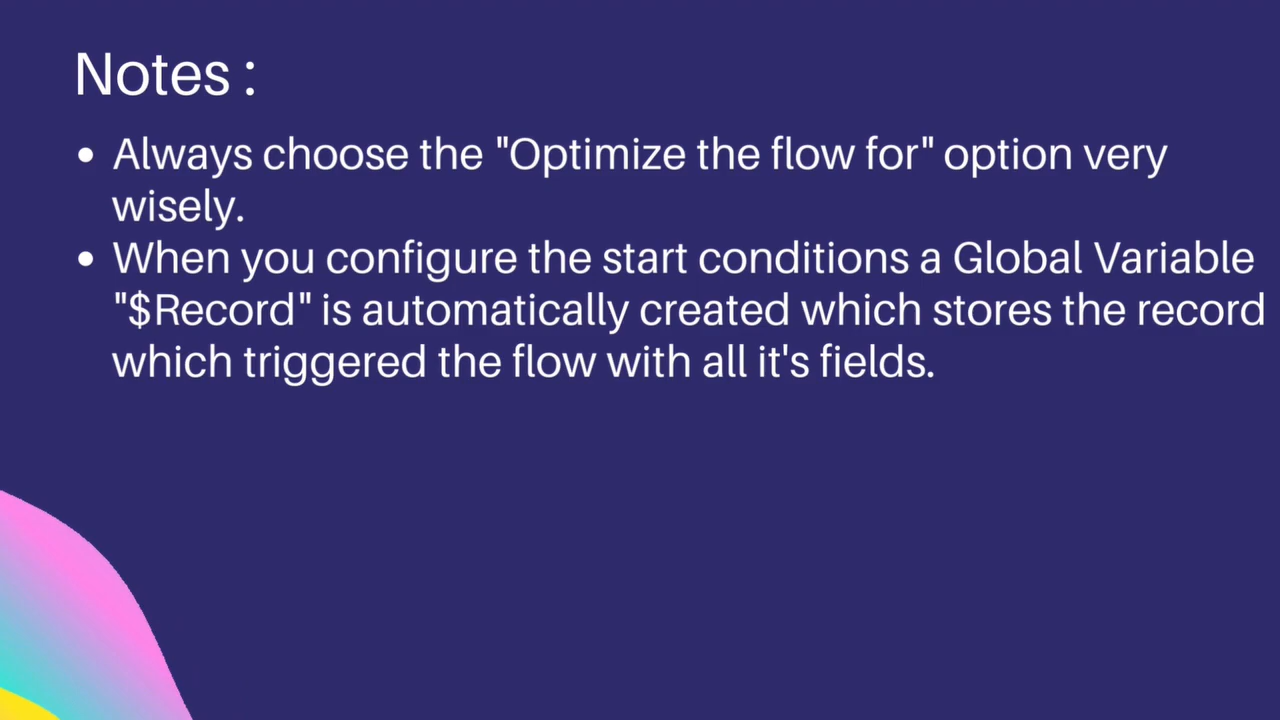 Notes :
• Always choose the "Optimize the flow for" option very
wisely.
• When you configure the start conditions a Global Variable
"$Record" is automatically created which stores the record
which triggered the flow with all it's fields.